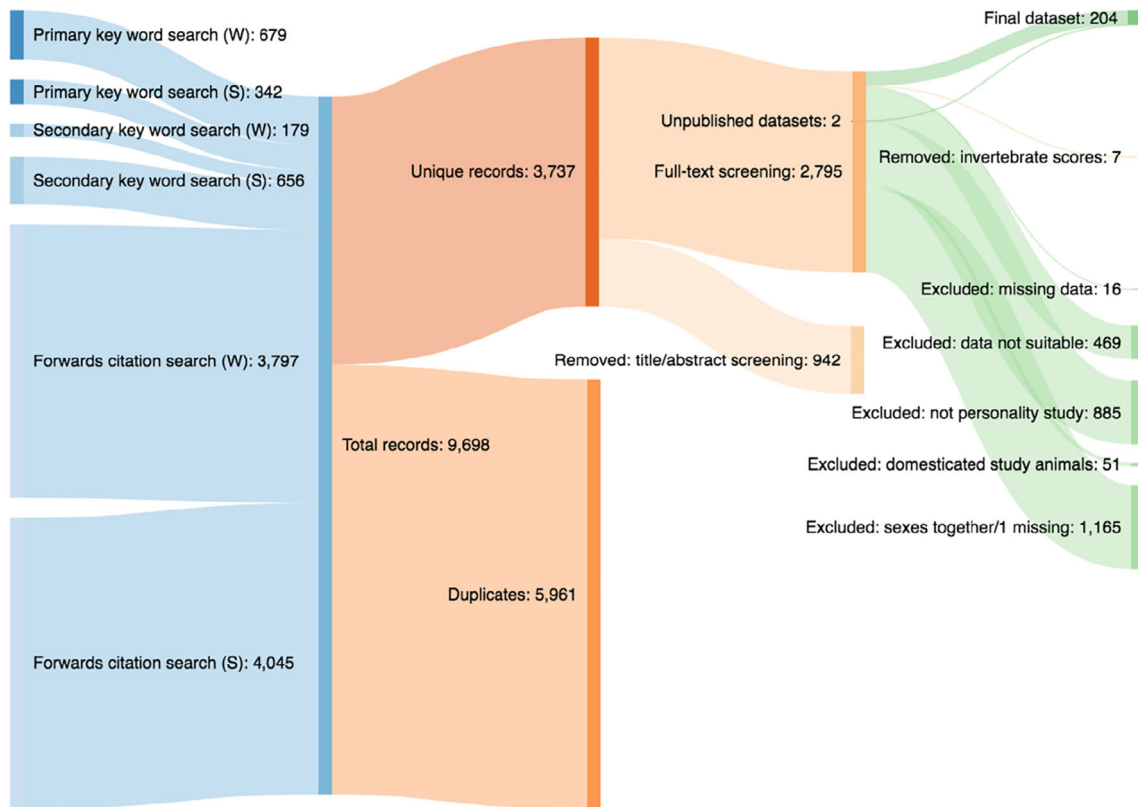 Primary key word search (W): 679
Primary key word search (S): 342
Secondary key word search (W): 179
Secondary key word search (S): 656
Forwards citation search (W): 3,797
Forwards citation search (S): 4,045
Total records: 9,698
Unique records: 3,737
Duplicates: 5,961
Unpublished datasets: 2
Full-text screening: 2,795
Removed: title/abstract screening: 942
Final dataset: 204
Removed: invertebrate scores: 7
Excluded: missing data: 16
Excluded: data not suitable: 469
Excluded: not personality study: 885
Excluded: domesticated study animals: 51
Excluded: sexes together/1 missing: 1,165